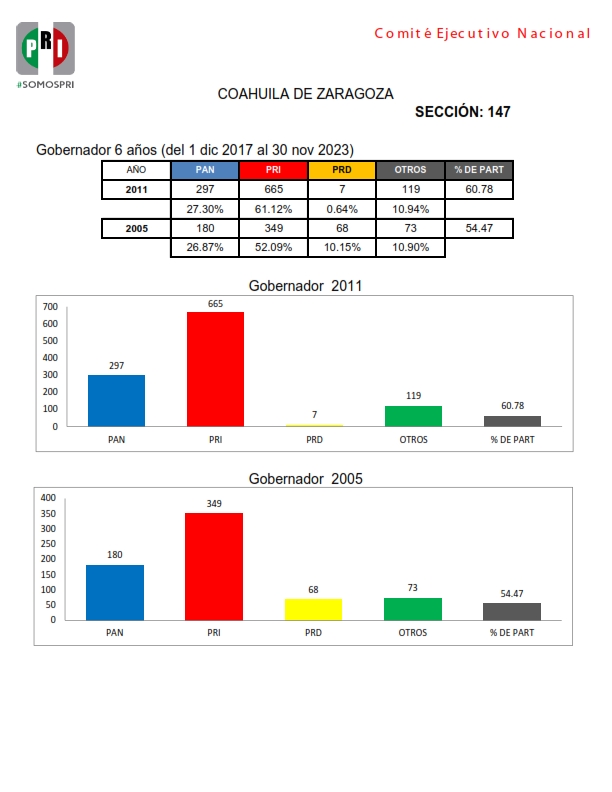 Comité Ejecutivo Nacional
PRI
#SOMOSPRI
COAHUILA DE ZARAGOZA
SECCIÓN: 147
Gobernador 6 años (del 1 dic 2017 al 30 nov 2023)
AÑO PAN PRI PRD OTROS % DE PART
2011 297 665 7 119 60.78
27.30% 61.12% 0.64% 10.94%
2005 180 349 68 73 54.47
26.87% 52.09% 10.15% 10.90%
Gobernador 2011
700
600
500
400
300
200
100
0
297 665 7 119 60.78
PAN PRI PRD OTROS % DE PART
Gobernador 2005
400
350
300
250
200
150
100
50
0
180 349 68 73 54.47
PAN PRI PRD OTROS % DE PART